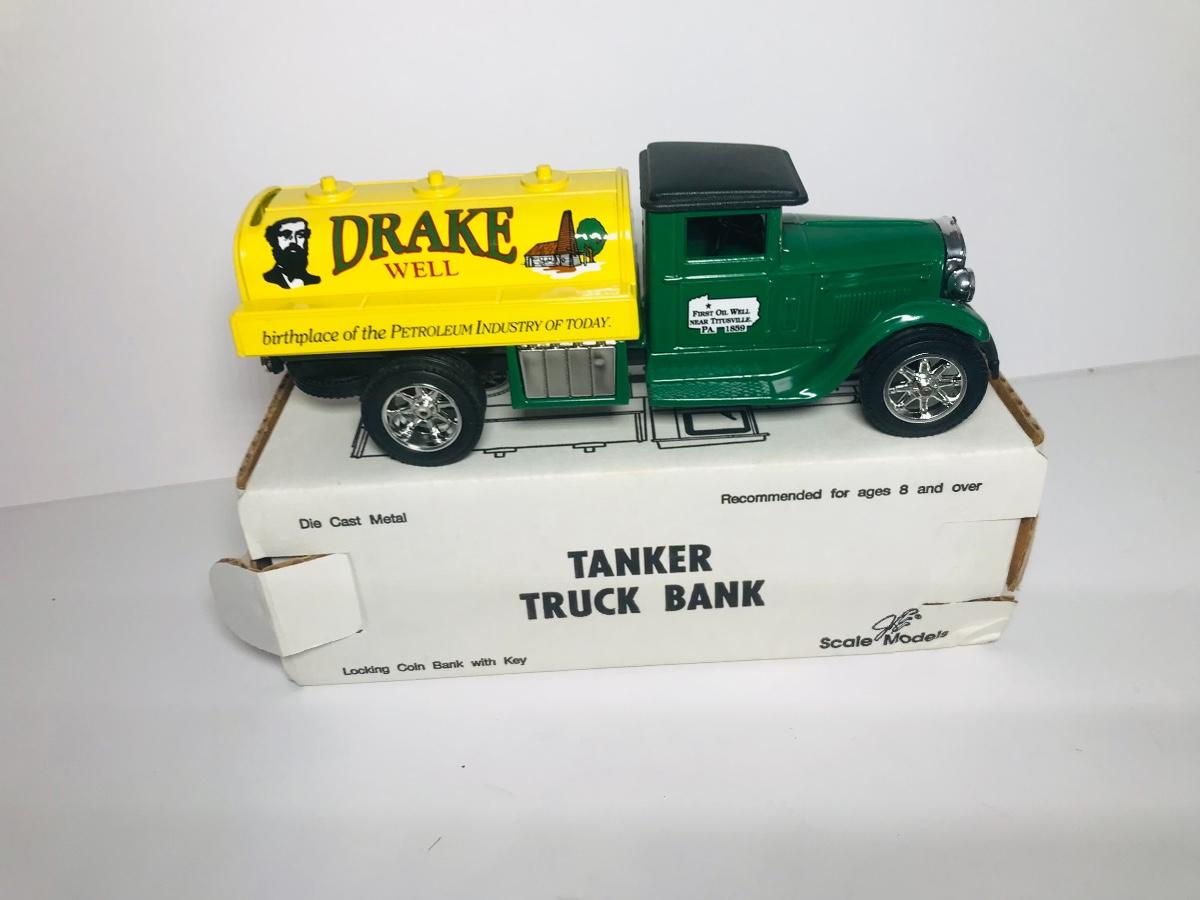 DRAKE
WELL
birthplace of the PETROLEUM INDUSTRY OF TODAY.
FIRST OIL WELL
NEAR TITUSVILLE,
PA. 1859
Die Cast Metal
Recommended for ages 8 and over
TANKER
TRUCK BANK
Locking Coin Bank with Key
Scale Models